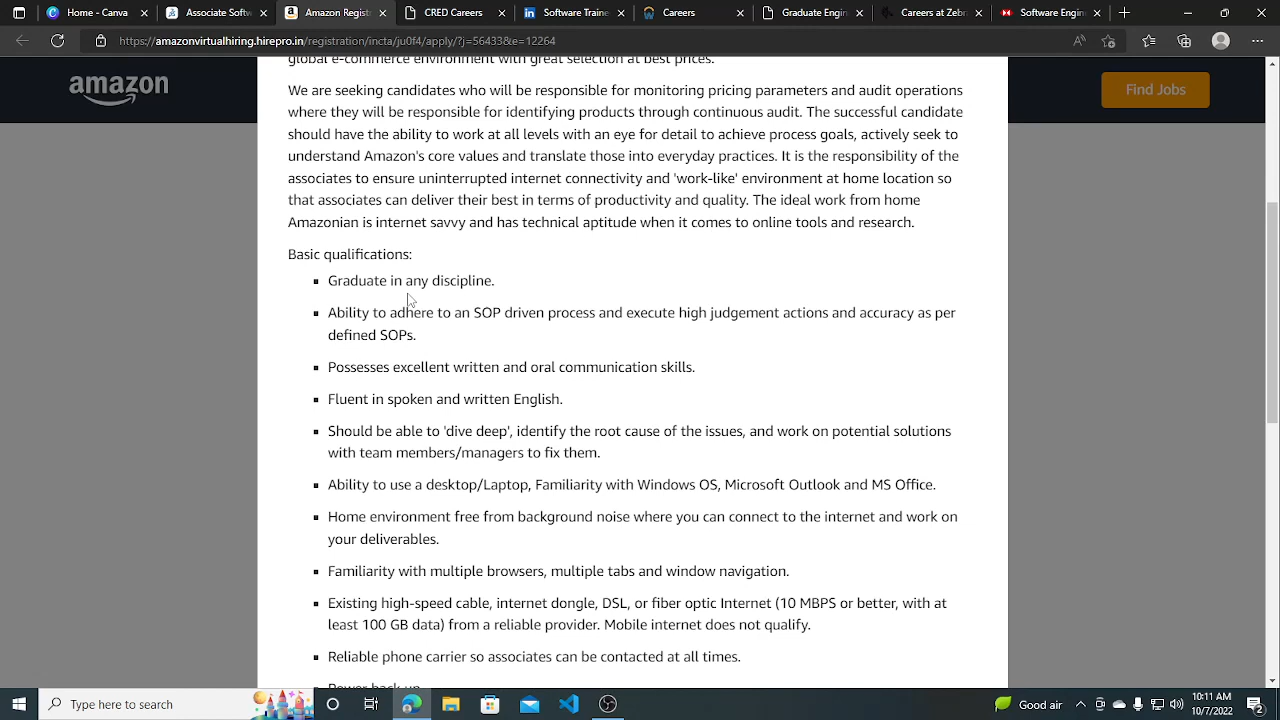 Home - Canva
Associate Softw
Amazon Registr
CRED Careers
Software Traine
Careers
Graduate Engin
Careers at Zebr
Software Engin
https://amazonvirtualhiring.hirepro.in/registration/incta/ju0f4/apply/?j=56433&e=12264
amazon
Find Jobs
global e-commerce environment with great selection at best prices.
We are seeking candidates who will be responsible for monitoring pricing parameters and audit operations
where they will be responsible for identifying products through continuous audit. The successful candidate
should have the ability to work at all levels with an eye for detail to achieve process goals, actively seek to
understand Amazon's core values and translate those into everyday practices. It is the responsibility of the
associates to ensure uninterrupted internet connectivity and 'work-like' environment at home location so
that associates can deliver their best in terms of productivity and quality. The ideal work from home
Amazonian is internet savvy and has technical aptitude when it comes to online tools and research.
Basic qualifications:
Graduate in any discipline.
Ability to adhere to an SOP driven process and execute high judgement actions and accuracy as per
defined SOPs.
Possesses excellent written and oral communication skills.
Fluent in spoken and written English.
Should be able to 'dive deep', identify the root cause of the issues, and work on potential solutions
with team members/managers to fix them.
Ability to use a desktop/Laptop, Familiarity with Windows OS, Microsoft Outlook and MS Office.
Home environment free from background noise where you can connect to the internet and work on
your deliverables.
Familiarity with multiple browsers, multiple tabs and window navigation.
Existing high-speed cable, internet dongle, DSL, or fiber optic Internet (10 MBPS or better, with at
least 100 GB data) from a reliable provider. Mobile internet does not qualify.
Reliable phone carrier so associates can be contacted at all times.
Power back up
Type here to search
Good air
10:11 AM
10/7/2022